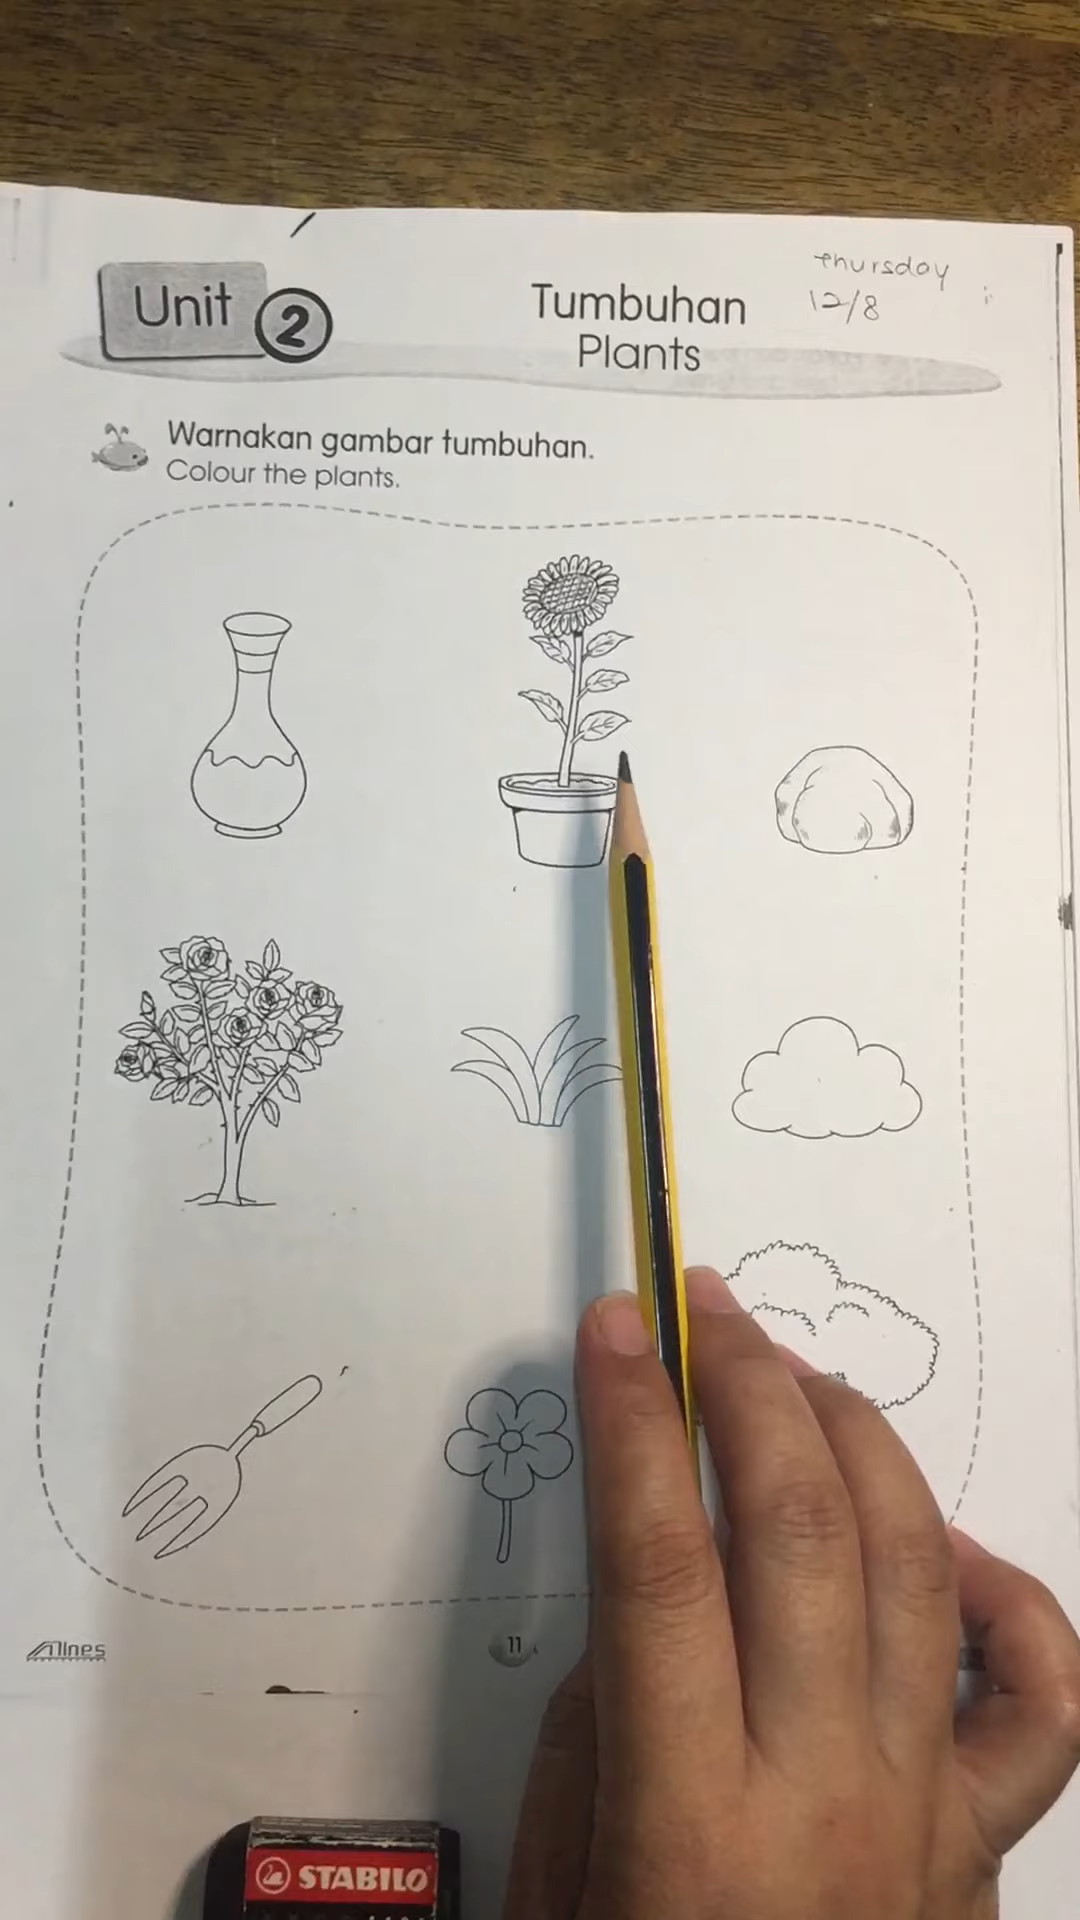 Thursday
12/8
Unit 2
Tumbuhan
Plants
Warnakan gambar tumbuhan.
Colour the plants.
11
STABILO